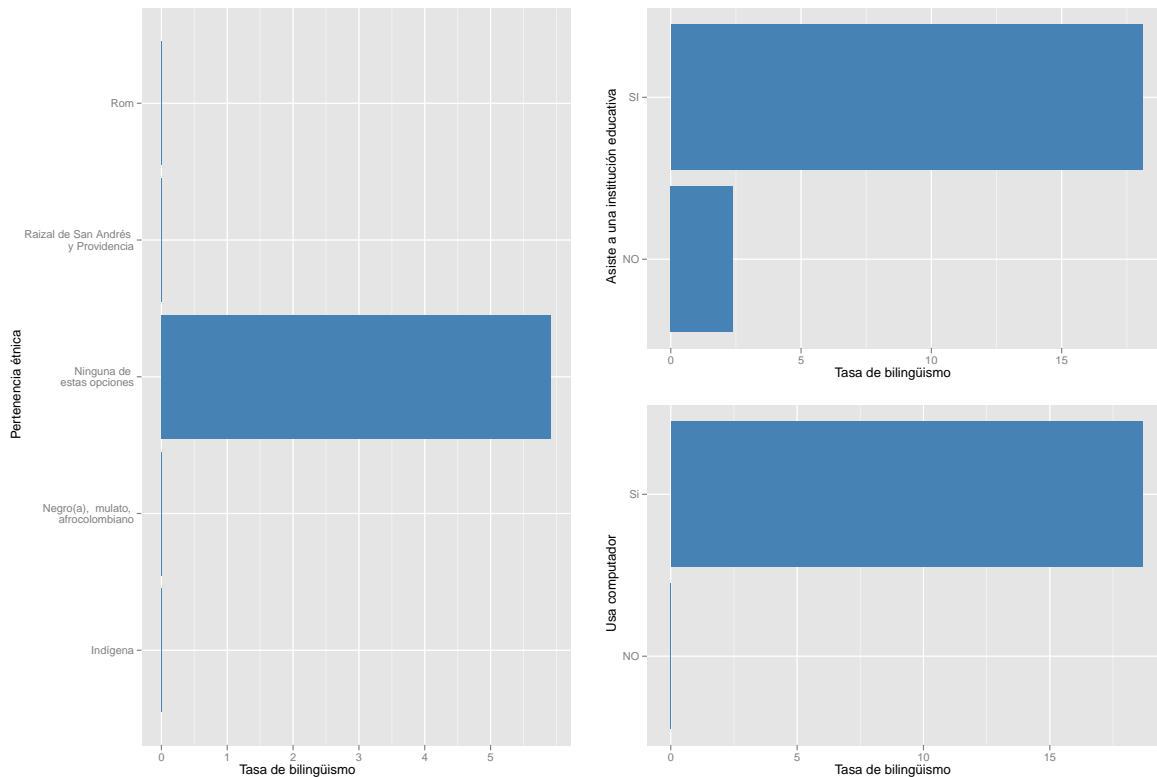 Pertenencia étnica
Rom
Raizal de San Andrés
y Providencia
Ninguna de
estas opciones
Negro(a), mulato,
afrocolombiano
Indígena
0 1 2 3 4 5
Tasa de bilingüismo
Asiste a una institución educativa
SI
NO
0 5 10 15
Tasa de bilingüismo
Usa computador
Si
NO
0 5 10 15
Tasa de bilingüismo